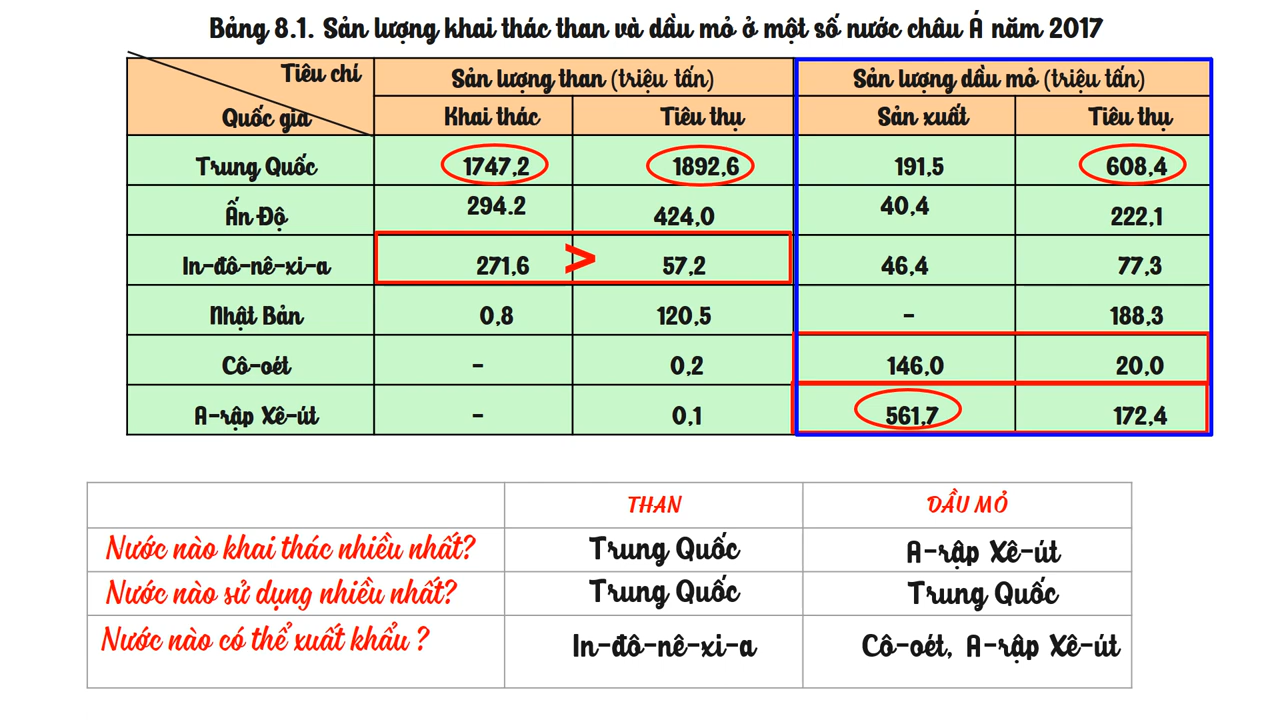 Bảng 8.1. Sản lượng khai thác than và dầu mỏ ở một số nước châu Á năm 2017
Tiêu chí
Quốc gia
Sản lượng than (triệu tấn)
Sản lượng dầu mỏ (triệu tấn)
Khai thác Tiêu thụ Sản xuất Tiêu thụ
Trung Quốc 1747,2 1892,6 191,5 608,4
Ấn Độ 294.2 424,0 40,4 222,1
In-đô-nê-xi-a 271,6 > 57,2 46,4 77,3
Nhật Bản 0,8 120,5 - 188,3
Cô-oét - 0,2 146,0 20,0
A-rập Xê-út - 0,1 561,7 172,4
THAN DẦU MỎ
Nước nào khai thác nhiều nhất? Trung Quốc A-rập Xê-út
Nước nào sử dụng nhiều nhất? Trung Quốc Trung Quốc
Nước nào có thể xuất khẩu ? In-đô-nê-xi-a Cô-oét, A-rập Xê-út